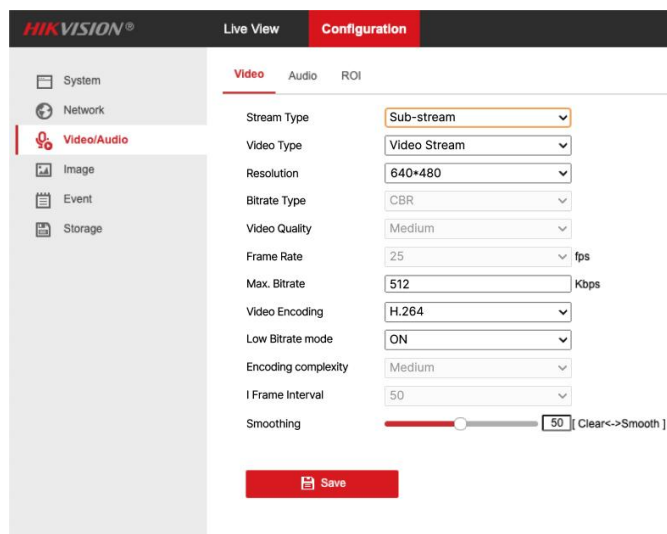 HIKVISION®
Live View
Configuration
System
Network
Video/Audio
Image
Event
Storage
Video
Audio
ROI
Stream Type Sub-stream
Video Type Video Stream
Resolution 640*480
Bitrate Type CBR
Video Quality Medium
Frame Rate 25 fps
Max. Bitrate 512 Kbps
Video Encoding H.264
Low Bitrate mode ON
Encoding complexity Medium
I Frame Interval 50
Smoothing 50 [ Clear<->Smooth ]
Save